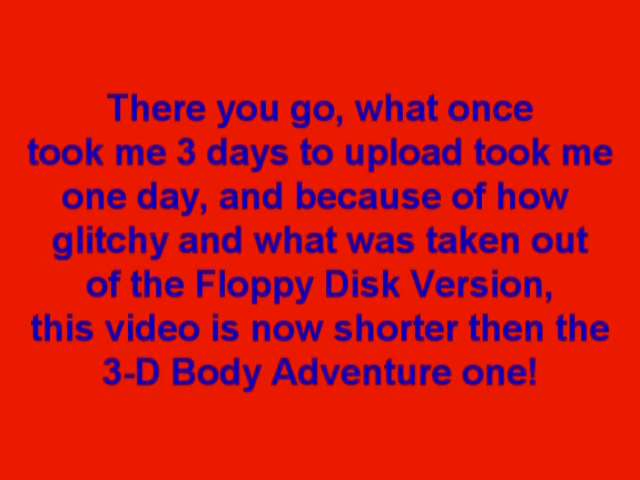 There you go, what once
took me 3 days to upload took me
one day, and because of how
glitchy and what was taken out
of the Floppy Disk Version,
this video is now shorter then the
3-D Body Adventure one!